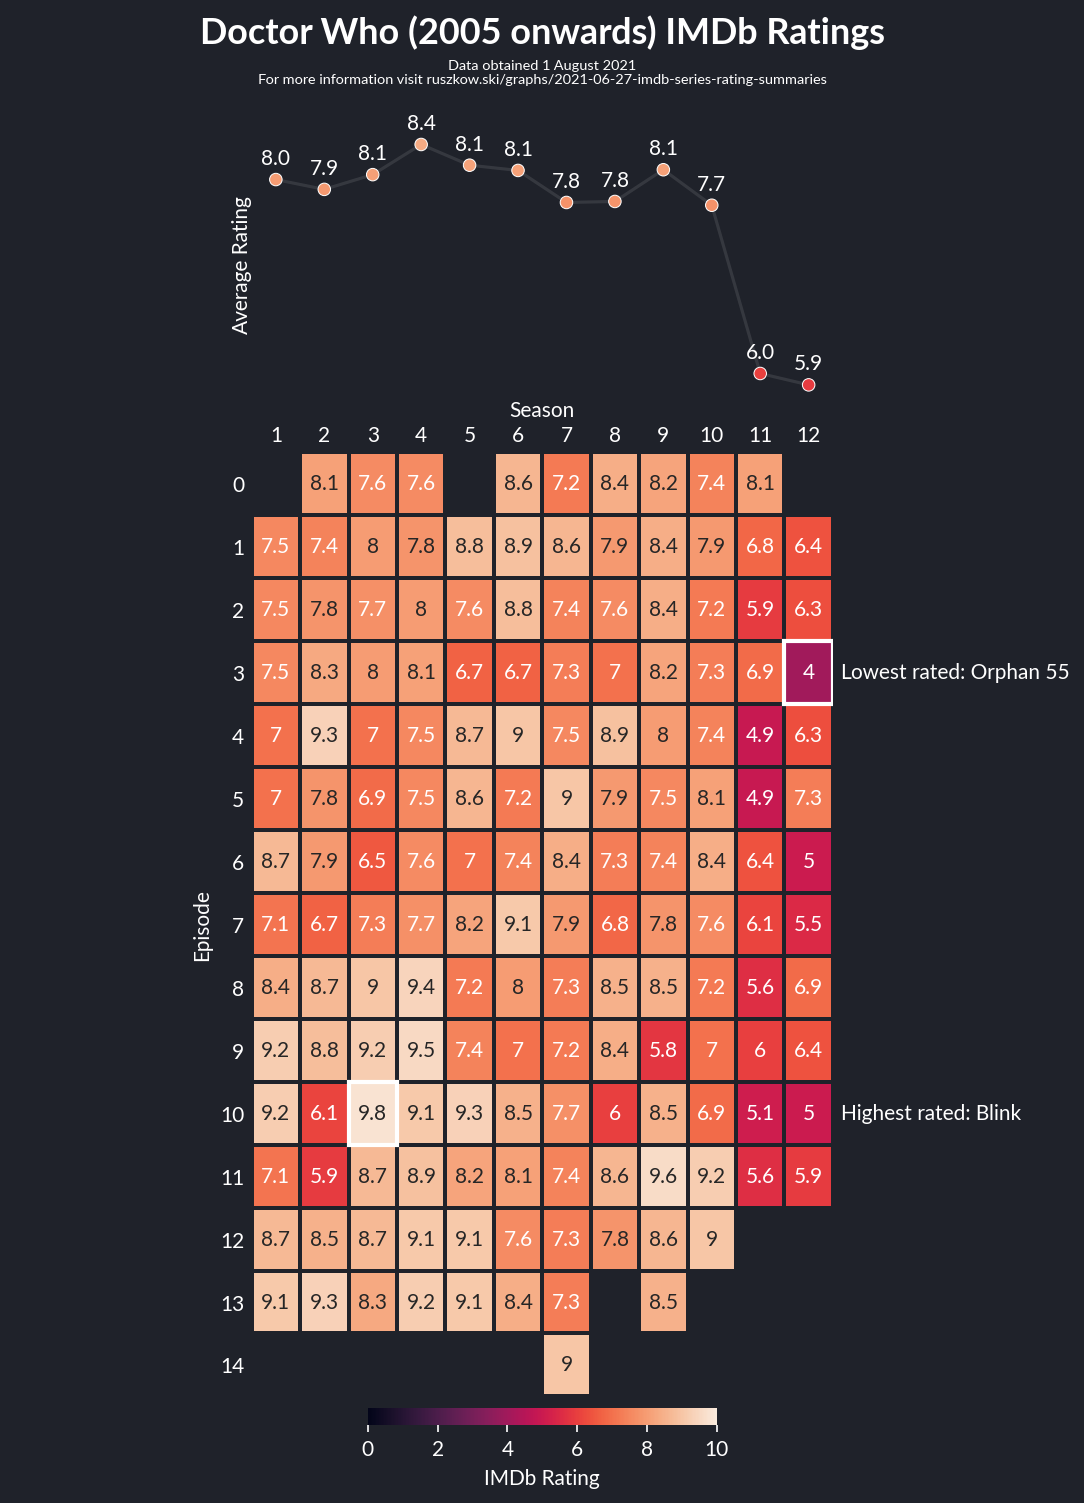 Doctor Who (2005 onwards) IMDb Ratings
Data obtained 1 August 2021
For more information visit ruszkow.ski/graphs/2021-06-27-imdb-series-rating-summaries
8.0 7.9 8.1 8.4 8.1 8.1 7.8 7.8 8.1 7.7 6.0 5.9
Average Rating
Season
1 2 3 4 5 6 7 8 9 10 11 12
0 8.1 7.6 7.6 8.6 7.2 8.4 8.2 7.4 8.1
1 7.5 7.4 8 7.8 8.8 8.9 8.6 7.9 8.4 7.9 6.8 6.4
2 7.5 7.8 7.7 8 7.6 8.8 7.4 7.6 8.4 7.2 5.9 6.3
3 7.5 8.3 8 8.1 6.7 6.7 7.3 7 8.2 7.3 6.9 4 Lowest rated: Orphan 55
4 7 9.3 7 7.5 8.7 9 7.5 8.9 8 7.4 4.9 6.3
5 7 7.8 6.9 7.5 8.6 7.2 9 7.9 7.5 8.1 4.9 7.3
6 8.7 7.9 6.5 7.6 7 7.4 8.4 7.3 7.4 8.4 6.4 5
Episode
7 7.1 6.7 7.3 7.7 8.2 9.1 7.9 6.8 7.8 7.6 6.1 5.5
8 8.4 8.7 9 9.4 7.2 8 7.3 8.5 8.5 7.2 5.6 6.9
9 9.2 8.8 9.2 9.5 7.4 7 7.2 8.4 5.8 7 6 6.4
10 9.2 6.1 9.8 9.1 9.3 8.5 7.7 6 8.5 6.9 5.1 5 Highest rated: Blink
11 7.1 5.9 8.7 8.9 8.2 8.1 7.4 8.6 9.6 9.2 5.6 5.9
12 8.7 8.5 8.7 9.1 9.1 7.6 7.3 7.8 8.6 9
13 9.1 9.3 8.3 9.2 9.1 8.4 7.3 8.5
14 9
0 2 4 6 8 10
IMDb Rating